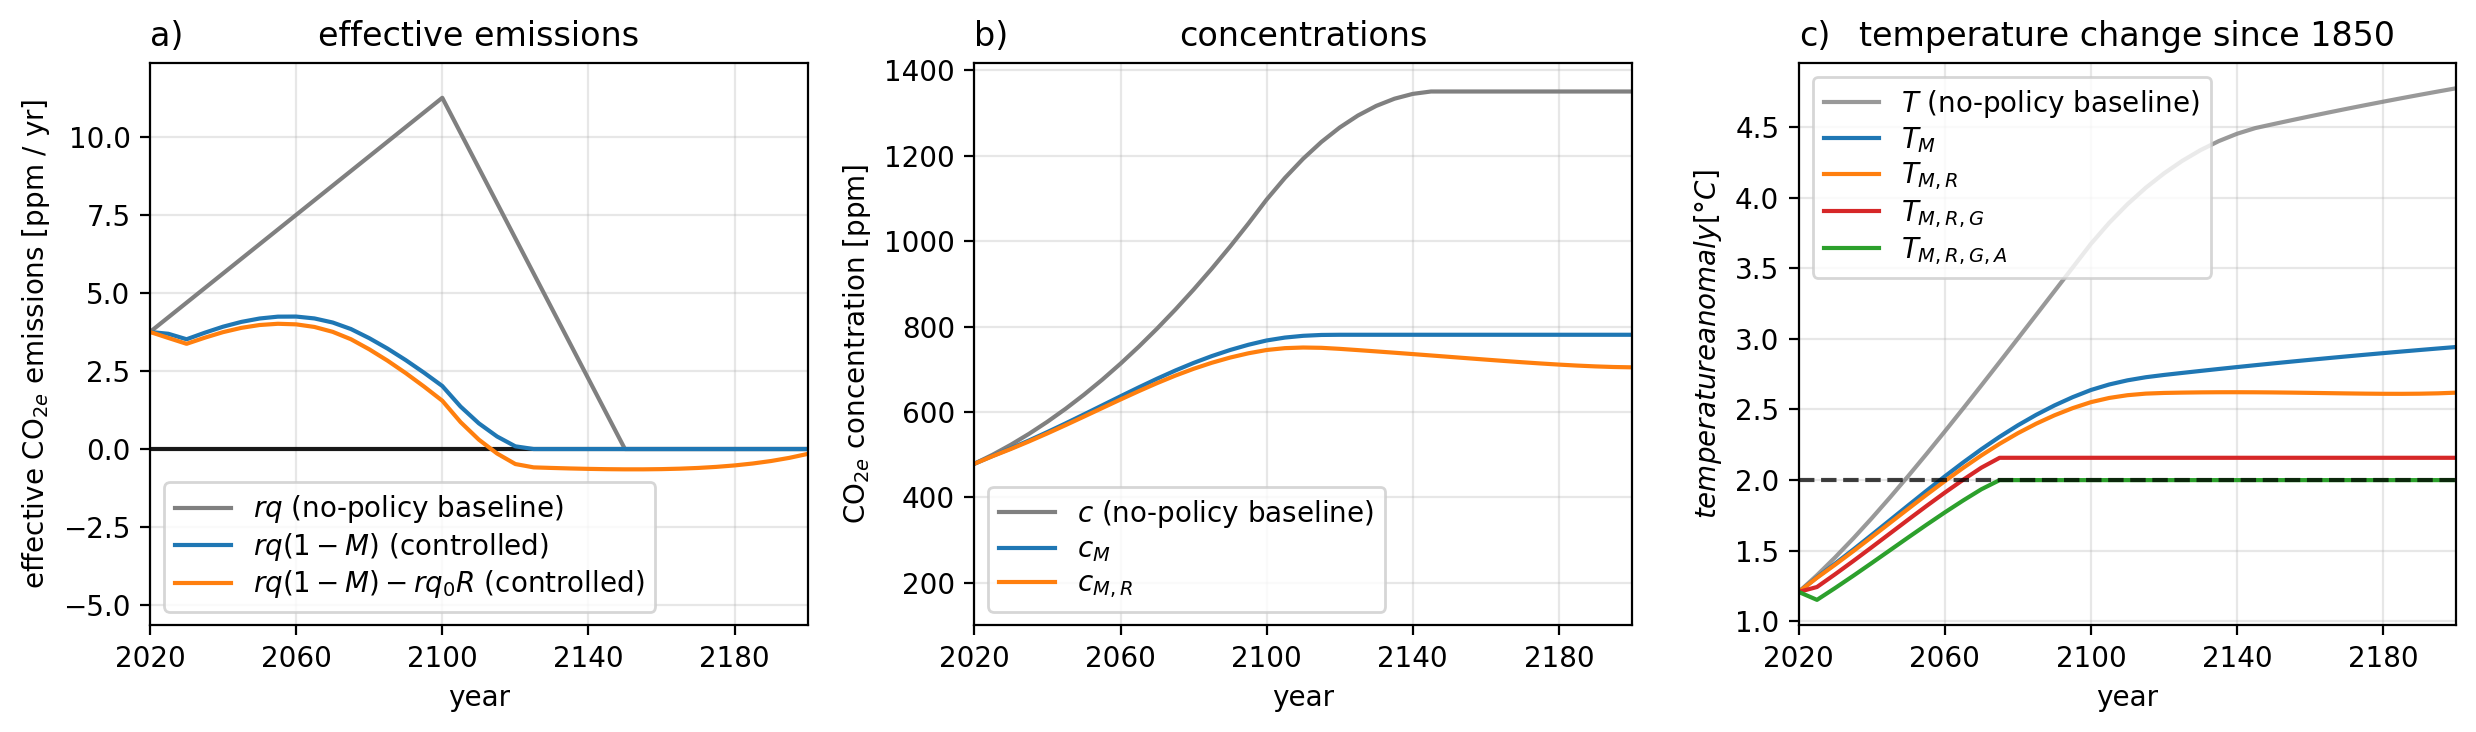 a) effective emissions
effective CO2e emissions [ppm / yr]
10.0
7.5
5.0
2.5
0.0
−2.5
−5.0
rq (no-policy baseline)
rq(1 − M) (controlled)
rq(1 − M) − rq0R (controlled)
2020 2060 2100 2140 2180
year
b) concentrations
CO2e concentration [ppm]
1400
1200
1000
800
600
400
200
c (no-policy baseline)
cM
cM, R
2020 2060 2100 2140 2180
year
c) temperature change since 1850
temperatureanomaly[°C]
4.5
4.0
3.5
3.0
2.5
2.0
1.5
1.0
T (no-policy baseline)
TM
TM, R
TM, R, G
TM, R, G, A
2020 2060 2100 2140 2180
year